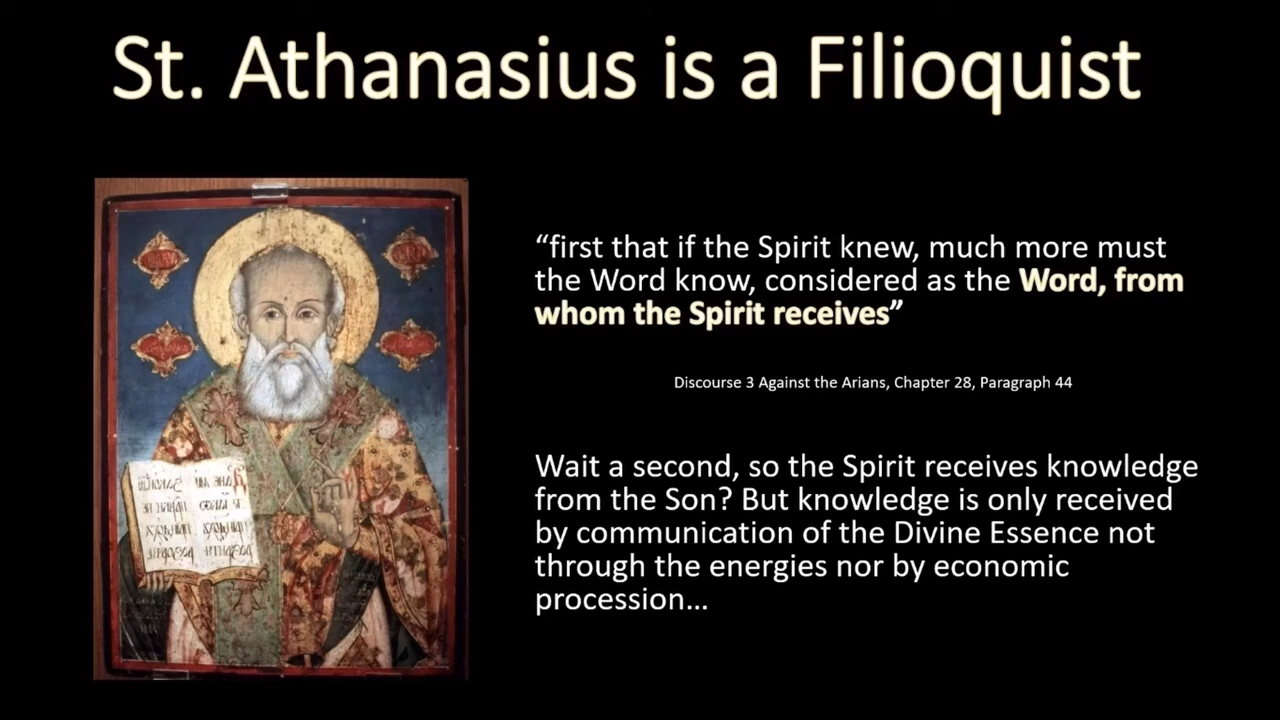 St. Athanasius is a Filioquist
“first that if the Spirit knew, much more must
the Word know, considered as the Word, from
whom the Spirit receives”
Discourse 3 Against the Arians, Chapter 28, Paragraph 44
Wait a second, so the Spirit receives knowledge
from the Son? But knowledge is only received
by communication of the Divine Essence not
through the energies nor by economic
procession...